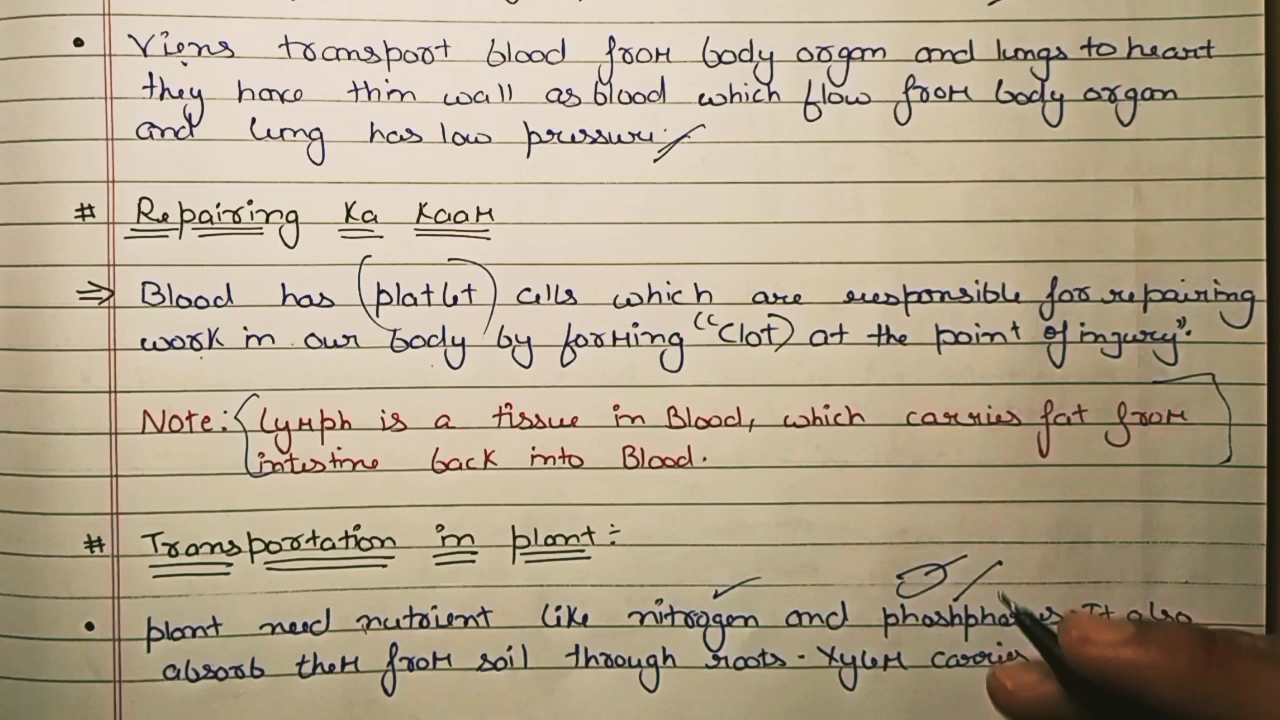 • Viens transport blood from body organ and lungs to heart
they have thin wall as blood which flow from body organ
and lung has low pressure.
# Repairing Ka Kaam
⇒ Blood has (platlet) cells which are responsible for repairing
work in our body by forming "(Clot) at the point of injury".
Note: { Lymph is a tissue in Blood, which carries fat from
intestine back into Blood. ]
# Transportation in plant:
• plant need nutrient like nitrogen and It also
absorb them from soil through roots. Xylem carries